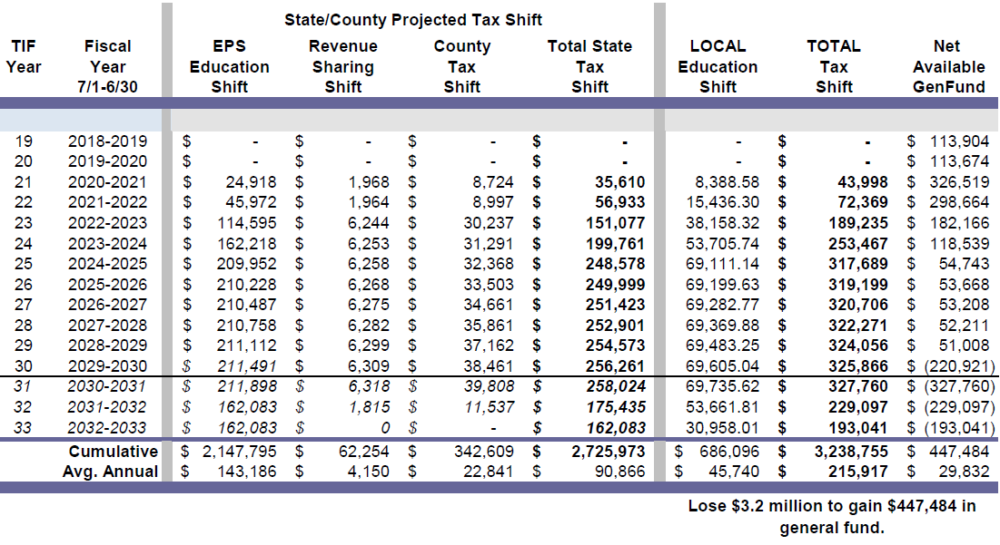 State/County Projected Tax Shift
TIF Fiscal EPS Revenue County Total State LOCAL TOTAL Net
Year Year Education Sharing Tax Tax Education Tax Available
7/1-6/30 Shift Shift Shift Shift Shift Shift GenFund
19 2018-2019 $ - $ - $ - $ - - $ - $ 113,904
20 2019-2020 $ - $ - $ - $ - - $ - $ 113,674
21 2020-2021 $ 24,918 $ 1,968 $ 8,724 $ 35,610 8,388.58 $ 43,998 $ 326,519
22 2021-2022 $ 45,972 $ 1,964 $ 8,997 $ 56,933 15,436.30 $ 72,369 $ 298,664
23 2022-2023 $ 114,595 $ 6,244 $ 30,237 $ 151,077 38,158.32 $ 189,235 $ 182,166
24 2023-2024 $ 162,218 $ 6,253 $ 31,291 $ 199,761 53,705.74 $ 253,467 $ 118,539
25 2024-2025 $ 209,952 $ 6,258 $ 32,368 $ 248,578 69,111.14 $ 317,689 $ 54,743
26 2025-2026 $ 210,228 $ 6,268 $ 33,503 $ 249,999 69,199.63 $ 319,199 $ 53,668
27 2026-2027 $ 210,487 $ 6,275 $ 34,661 $ 251,423 69,282.77 $ 320,706 $ 53,208
28 2027-2028 $ 210,758 $ 6,282 $ 35,861 $ 252,901 69,369.88 $ 322,271 $ 52,211
29 2028-2029 $ 211,112 $ 6,299 $ 37,162 $ 254,573 69,483.25 $ 324,056 $ 51,008
30 2029-2030 $ 211,491 $ 6,309 $ 38,461 $ 256,261 69,605.04 $ 325,866 $ (220,921)
31 2030-2031 $ 211,898 $ 6,318 $ 39,808 $ 258,024 69,735.62 $ 327,760 $ (327,760)
32 2031-2032 $ 162,083 $ 1,815 $ 11,537 $ 175,435 53,661.81 $ 229,097 $ (229,097)
33 2032-2033 $ 162,083 $ 0 $ - $ 162,083 30,958.01 $ 193,041 $ (193,041)
Cumulative $ 2,147,795 $ 62,254 $ 342,609 $ 2,725,973 $ 686,096 $ 3,238,755 $ 447,484
Avg. Annual $ 143,186 $ 4,150 $ 22,841 $ 90,866 $ 45,740 $ 215,917 $ 29,832
Lose $3.2 million to gain $447,484 in
general fund.